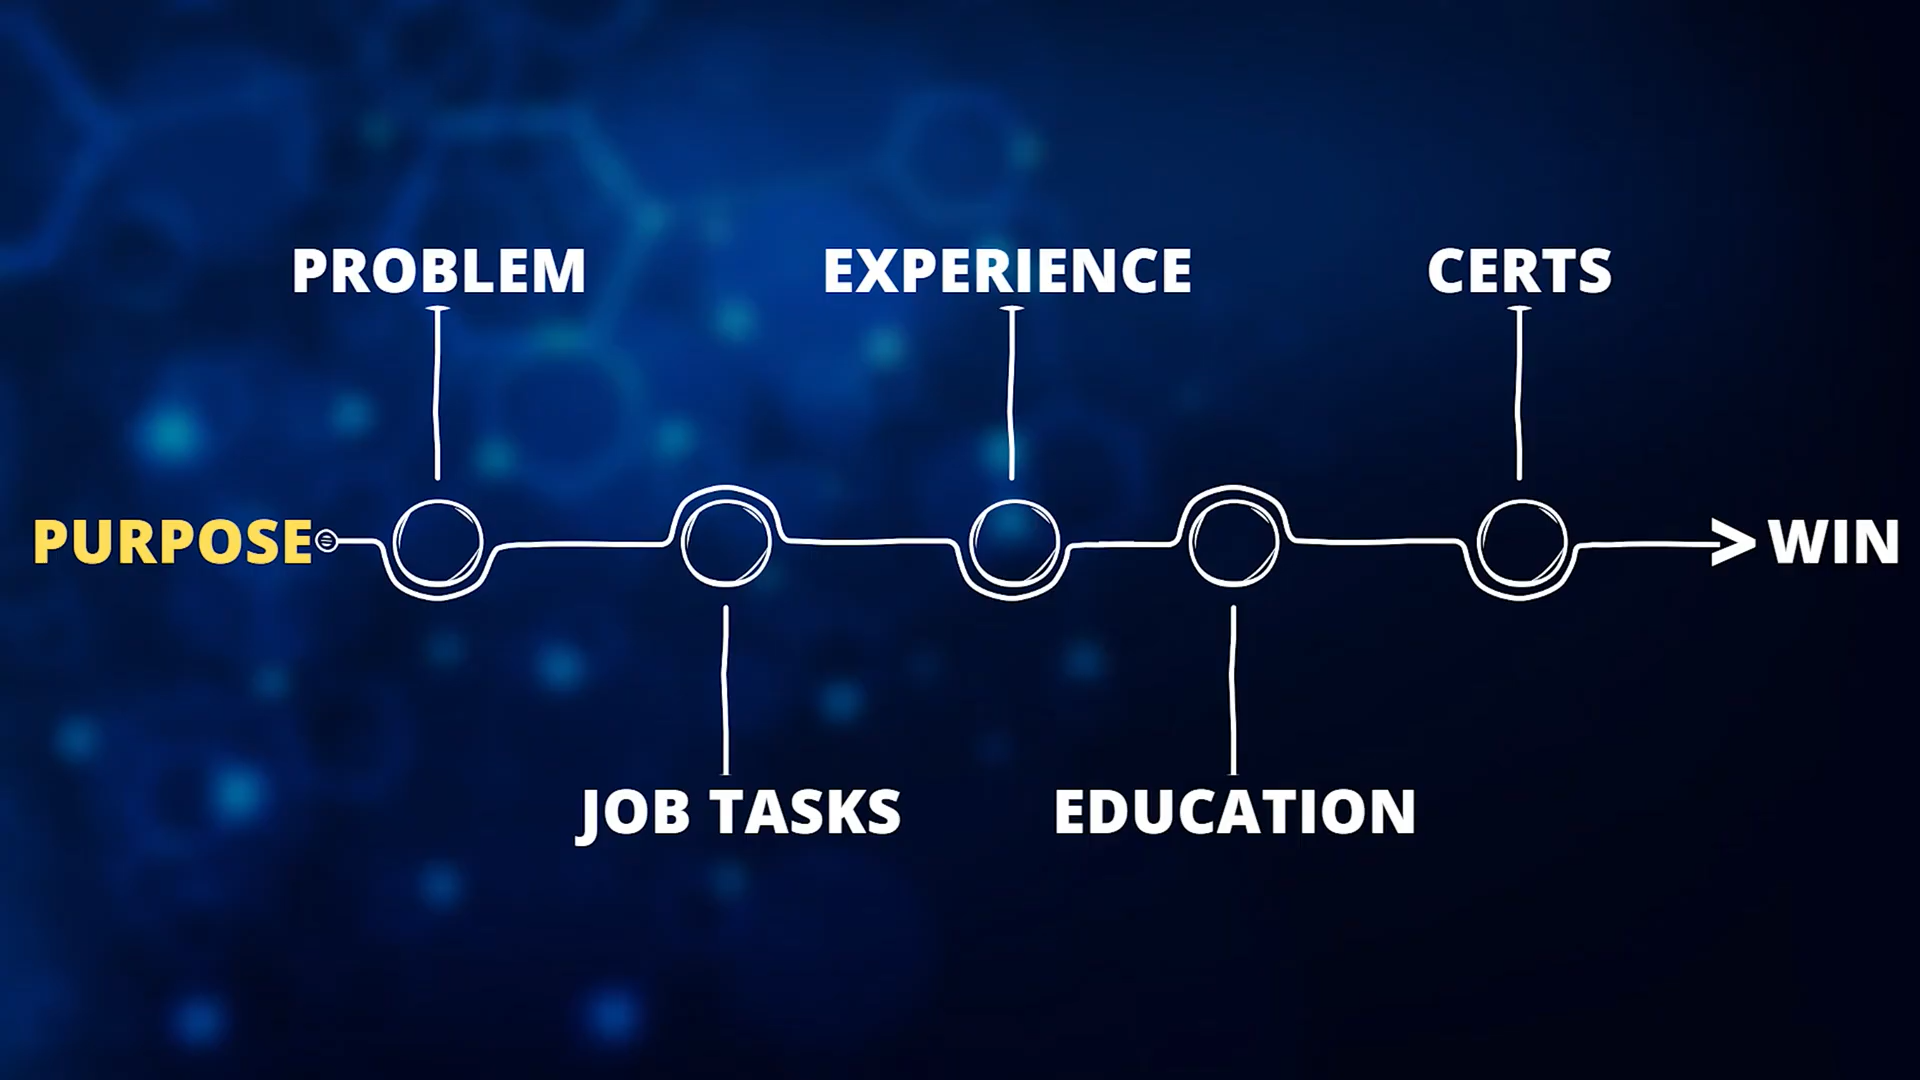 PROBLEM
EXPERIENCE
CERTS
PURPOSE
WIN
JOB TASKS
EDUCATION